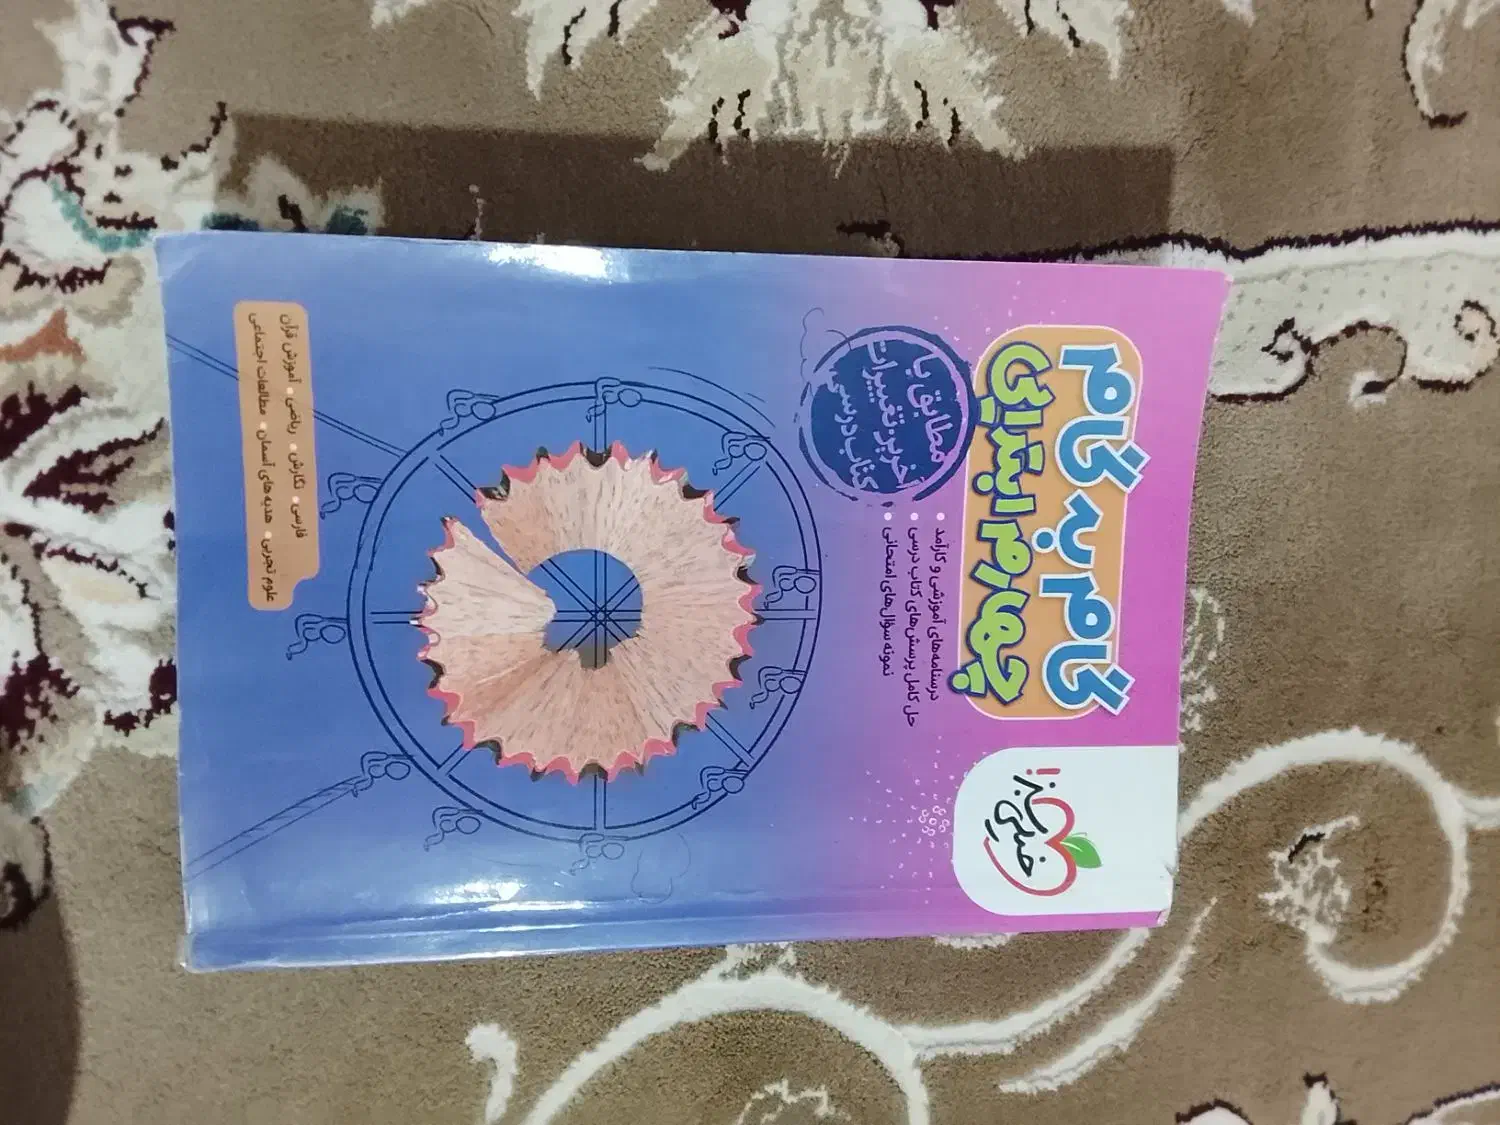 گام به گام
چهارم ابتدایی
خیلی سبز!
مطابق با
آخرین تغییرات
کتاب درسی
• درسنامه‌های آموزشی و کارآمد
• حل کامل پرسش‌های کتاب درسی
• نمونه سؤال‌های امتحانی
فارسی • نگارش • ریاضی • آموزش قرآن
علوم تجربی • هدیه‌های آسمان • مطالعات اجتماعی